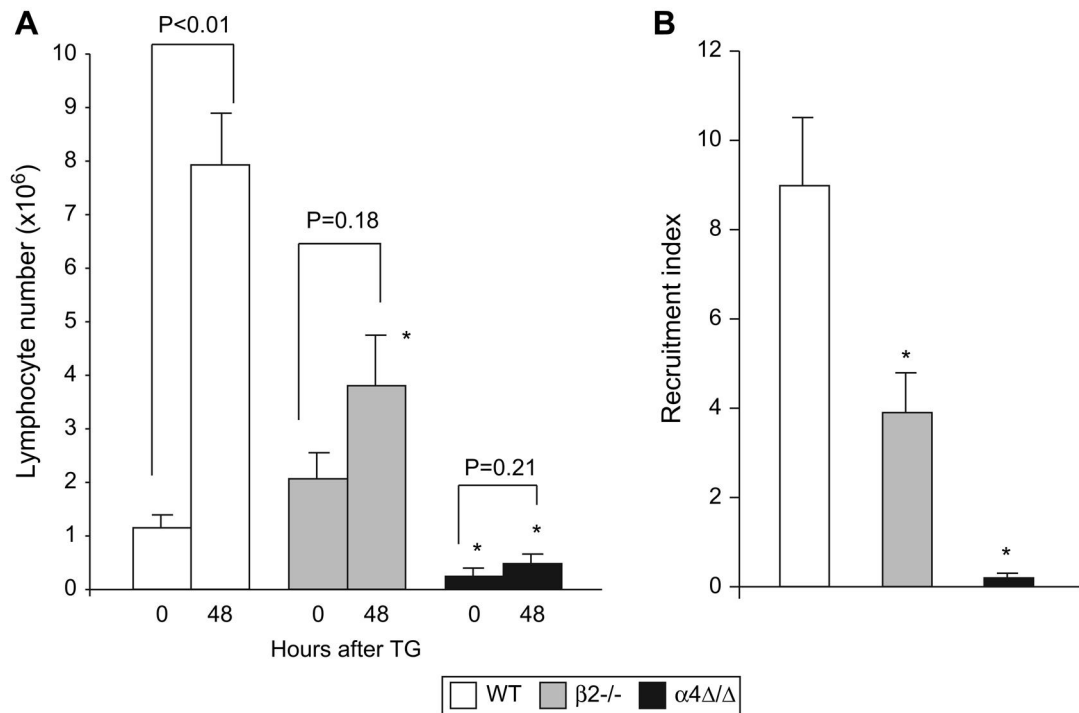 A
P<0.01
P=0.18
P=0.21
*
*
*
Lymphocyte number (x10⁶)
10
9
8
7
6
5
4
3
2
1
0
0 48 0 48 0 48
Hours after TG
B
Recruitment index
12
10
8
6
4
2
0
*
*
WT β2-/- α4Δ/Δ